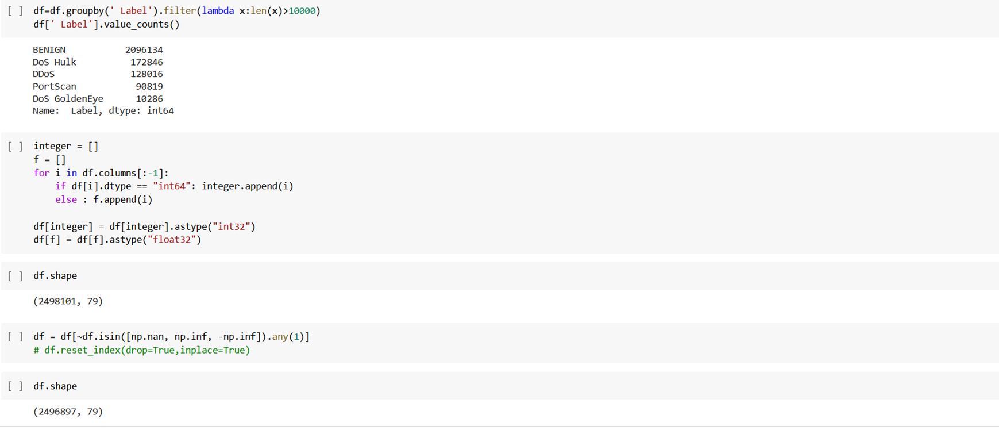 [ ] df=df.groupby(' Label').filter(lambda x:len(x)>10000)
df[' Label'].value_counts()
BENIGN 2096134
DoS Hulk 172846
DDoS 128016
PortScan 90819
DoS GoldenEye 10286
Name:  Label, dtype: int64
[ ] integer = []
f = []
for i in df.columns[:-1]:
    if df[i].dtype == "int64": integer.append(i)
    else : f.append(i)
df[integer] = df[integer].astype("int32")
df[f] = df[f].astype("float32")
[ ] df.shape
(2498101, 79)
[ ] df = df[~df.isin([np.nan, np.inf, -np.inf]).any(1)]
# df.reset_index(drop=True,inplace=True)
[ ] df.shape
(2496897, 79)